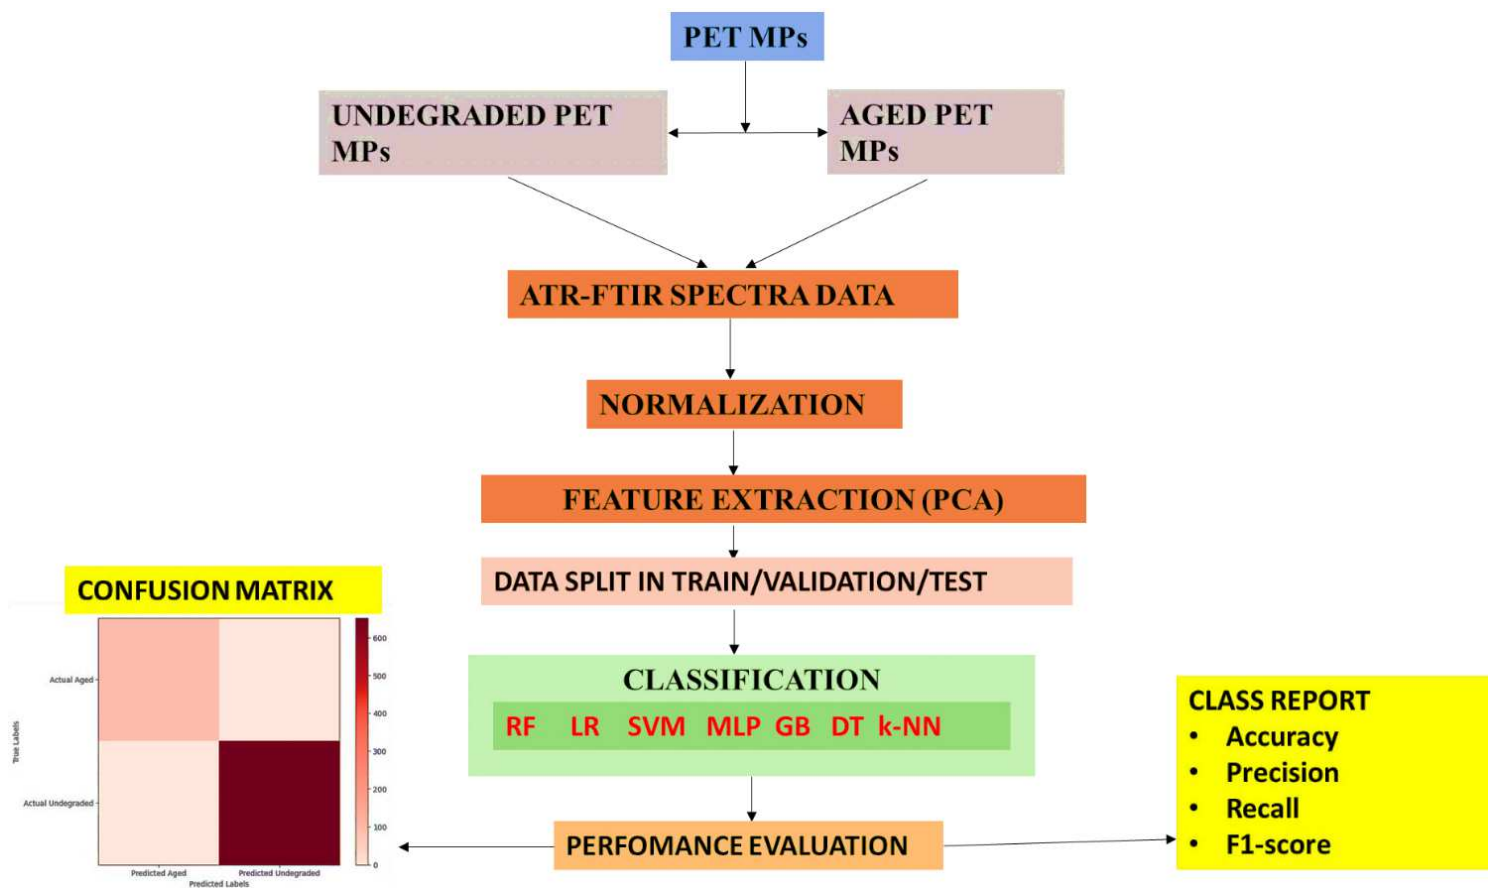 PET MPs
UNDEGRADED PET
MPs
AGED PET
MPs
ATR-FTIR SPECTRA DATA
NORMALIZATION
FEATURE EXTRACTION (PCA)
DATA SPLIT IN TRAIN/VALIDATION/TEST
CLASSIFICATION
RF LR SVM MLP GB DT k-NN
PERFOMANCE EVALUATION
CONFUSION MATRIX
True Labels
Actual Aged
Actual Undegraded
Predicted Aged
Predicted Undegraded
Predicted Labels
600
500
400
300
200
100
0
CLASS REPORT
• Accuracy
• Precision
• Recall
• F1-score